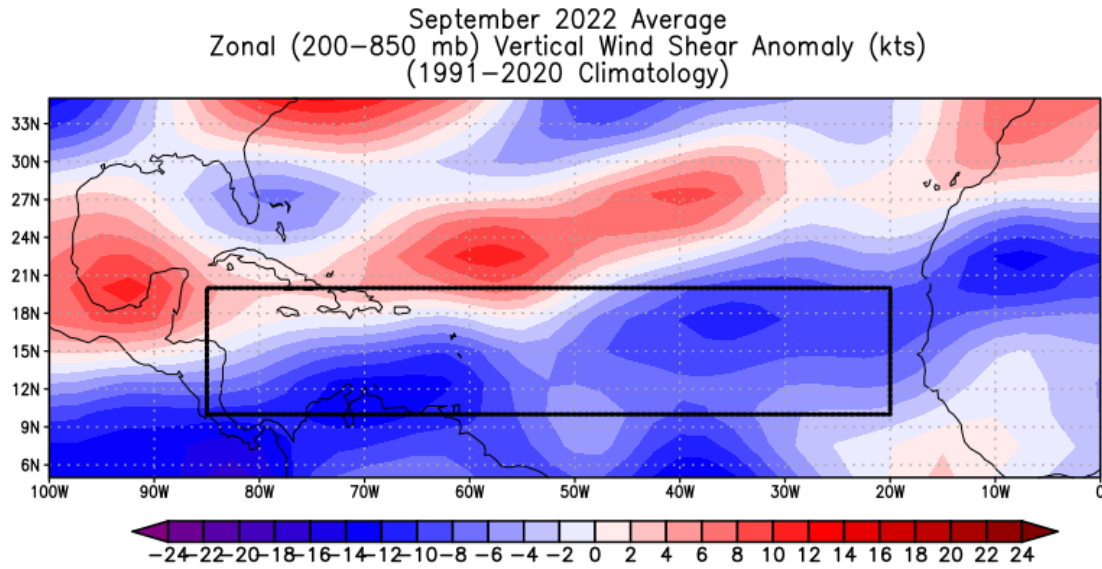 September 2022 Average
Zonal (200–850 mb) Vertical Wind Shear Anomaly (kts)
(1991–2020 Climatology)
33N
30N
27N
24N
21N
18N
15N
12N
9N
6N
100W 90W 80W 70W 60W 50W 40W 30W 20W 10W 0
−24 −22 −20 −18 −16 −14 −12 −10 −8 −6 −4 −2 0 2 4 6 8 10 12 14 16 18 20 22 24